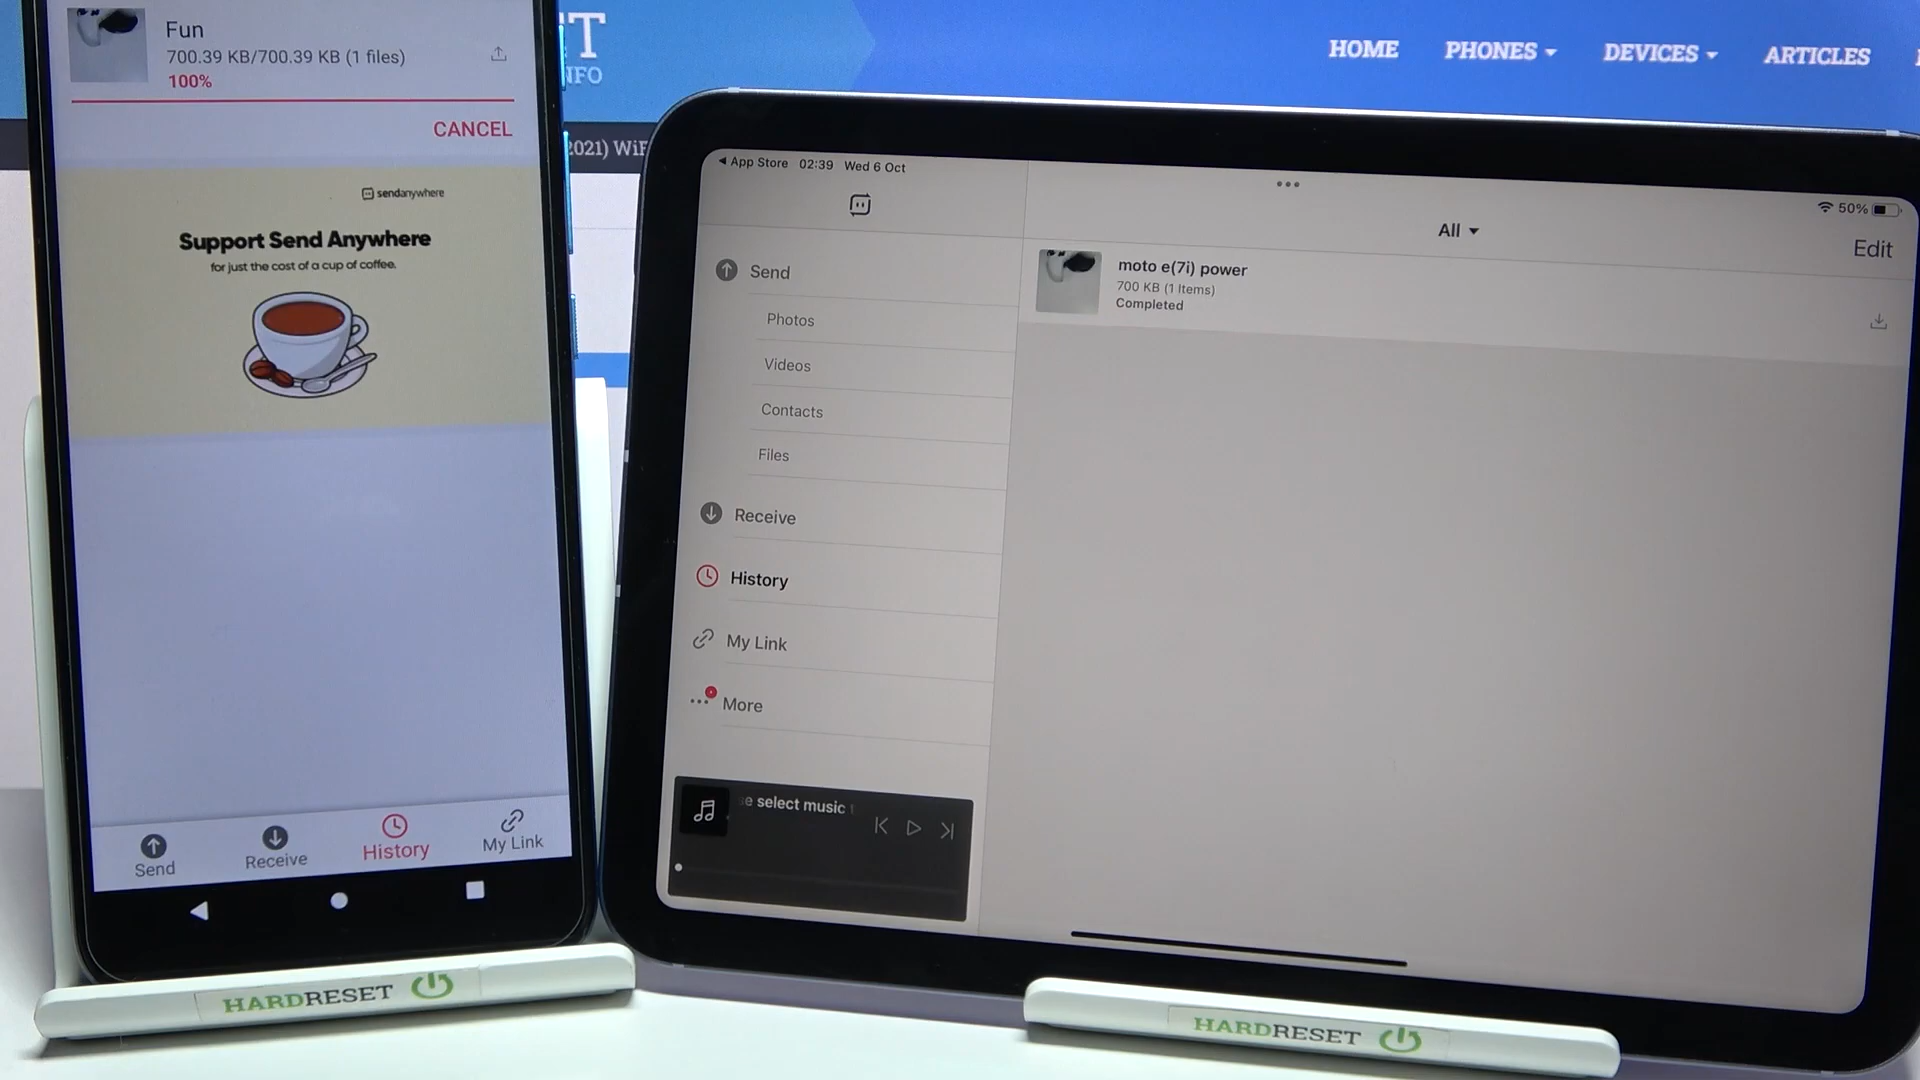 HOME PHONES DEVICES ARTICLES
NFO
2021) WiF
Fun
700.39 KB/700.39 KB (1 files)
100%
CANCEL
sendanywhere
Support Send Anywhere
for just the cost of a cup of coffee.
Send
Receive
History
My Link
HARDRESET
App Store 02:39 Wed 6 Oct
50%
All
Edit
Send
Photos
Videos
Contacts
Files
Receive
History
My Link
More
e select music
moto e(7i) power
700 KB (1 Items)
Completed
HARDRESET